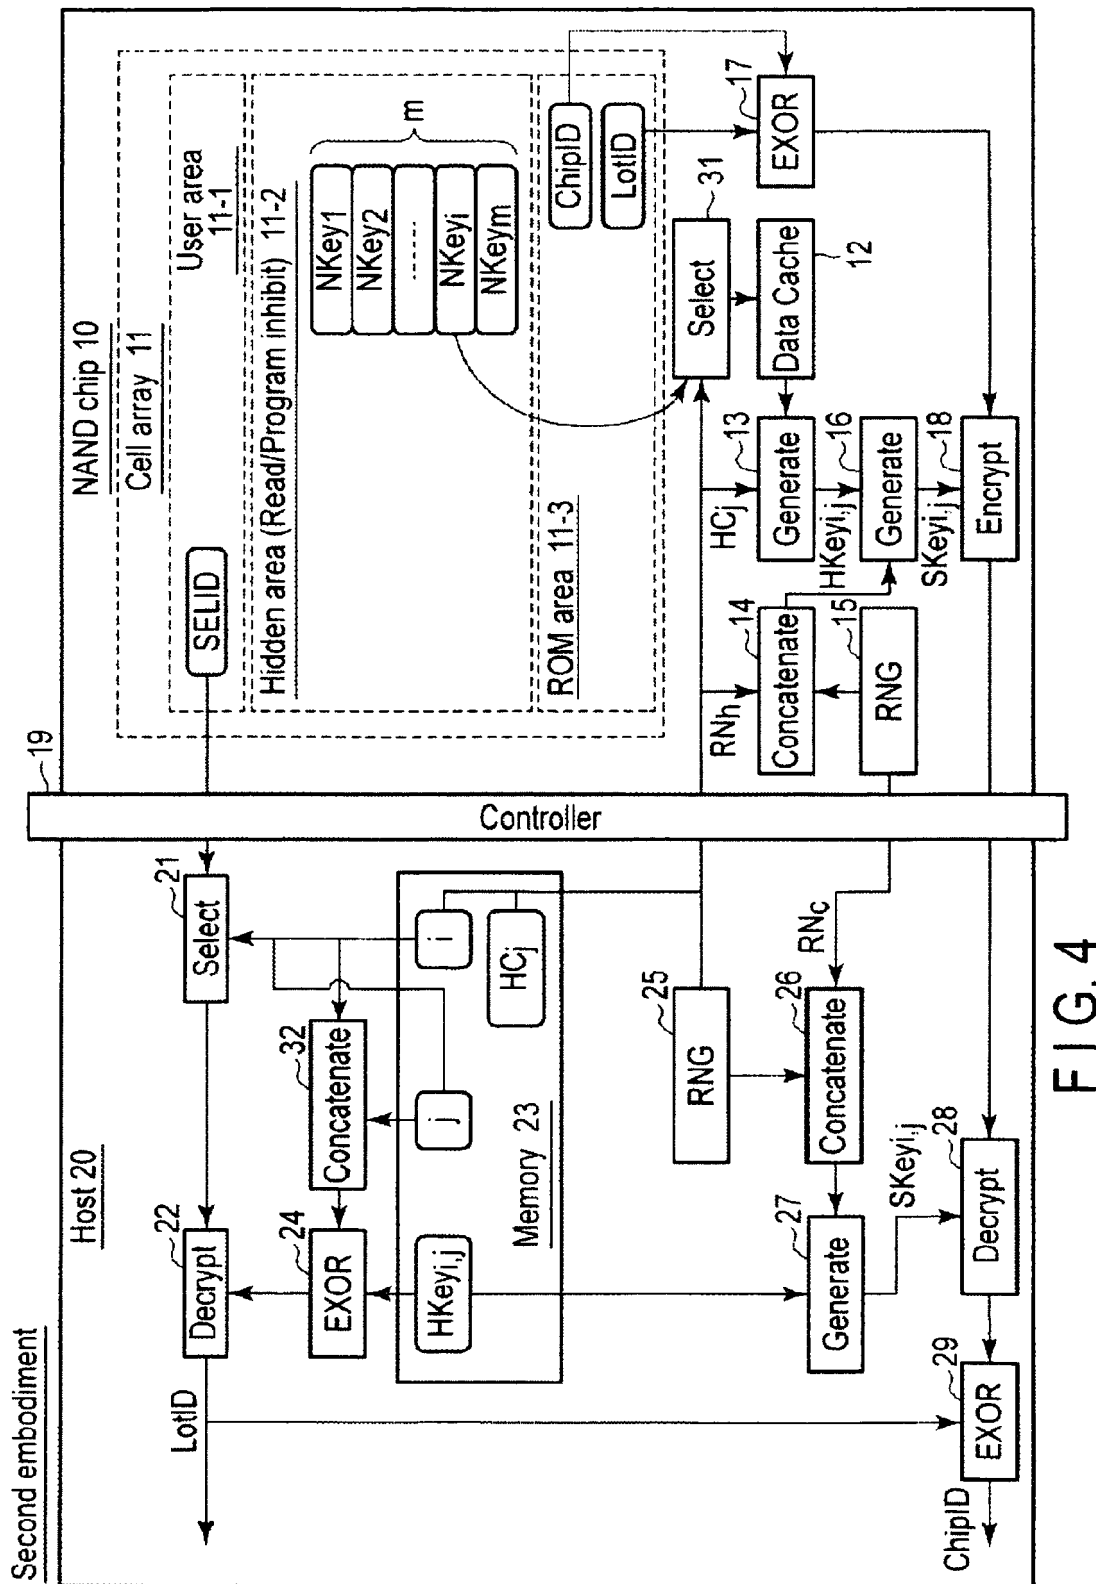 Second embodiment
Host 20
NAND chip 10
Cell array 11
User area
11-1
SELID
Hidden area (Read/Program inhibit) 11-2
NKey1
NKey2
NKeyi
NKeym
m
ROM area 11-3
ChipID
LotID
19
Controller
LotID
22
Decrypt
21
Select
24
EXOR
32
Concatenate
HKeyi,j
j
i
HCj
Memory 23
25
RNG
RNc
26
Concatenate
27
Generate
SKeyi,j
28
Decrypt
29
EXOR
ChipID
RNh
14
Concatenate
15
RNG
HCj
13
Generate
HKeyi,j
16
Generate
SKeyi,j
18
Encrypt
31
Select
Data Cache
12
17
EXOR
FIG. 4